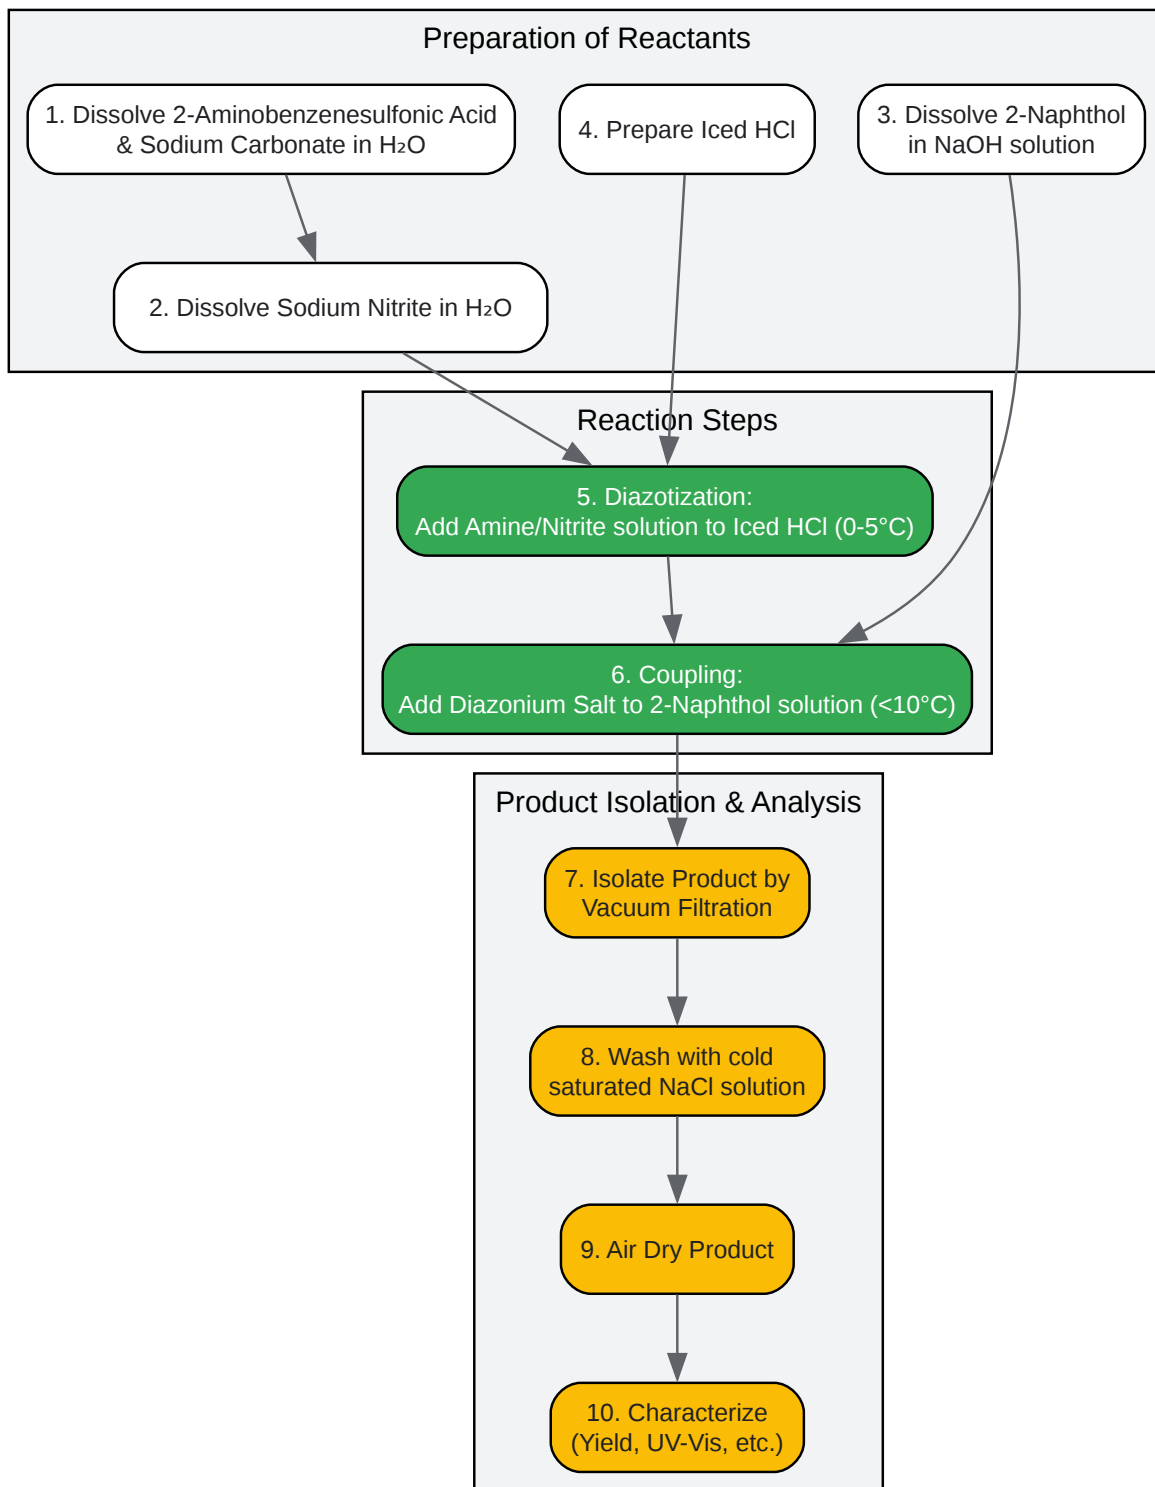 Preparation of Reactants
1. Dissolve 2-Aminobenzenesulfonic Acid
& Sodium Carbonate in H₂O
4. Prepare Iced HCl
3. Dissolve 2-Naphthol
in NaOH solution
2. Dissolve Sodium Nitrite in H₂O
Reaction Steps
5. Diazotization:
Add Amine/Nitrite solution to Iced HCl (0-5°C)
6. Coupling:
Add Diazonium Salt to 2-Naphthol solution (<10°C)
Product Isolation & Analysis
7. Isolate Product by
Vacuum Filtration
8. Wash with cold
saturated NaCl solution
9. Air Dry Product
10. Characterize
(Yield, UV-Vis, etc.)